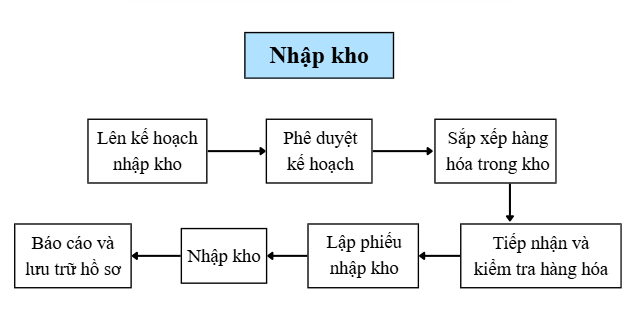 Nhập kho
Lên kế hoạch
nhập kho
Phê duyệt
kế hoạch
Sắp xếp hàng
hóa trong kho
Tiếp nhận và
kiểm tra hàng hóa
Lập phiếu
nhập kho
Nhập kho
Báo cáo và
lưu trữ hồ sơ